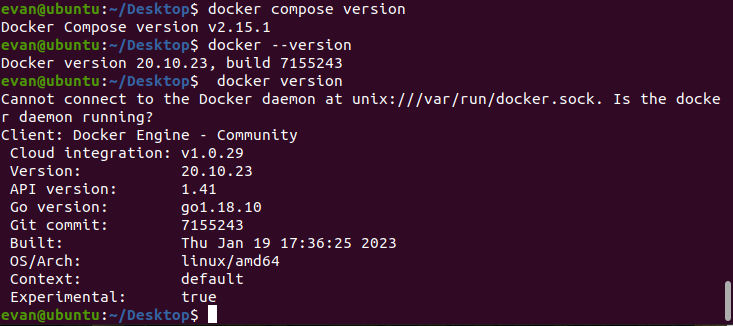 evan@ubuntu:~/Desktop$ docker compose version
Docker Compose version v2.15.1
evan@ubuntu:~/Desktop$ docker --version
Docker version 20.10.23, build 7155243
evan@ubuntu:~/Desktop$  docker version
Cannot connect to the Docker daemon at unix:///var/run/docker.sock. Is the docke
r daemon running?
Client: Docker Engine - Community
 Cloud integration: v1.0.29
 Version:           20.10.23
 API version:       1.41
 Go version:        go1.18.10
 Git commit:        7155243
 Built:             Thu Jan 19 17:36:25 2023
 OS/Arch:           linux/amd64
 Context:           default
 Experimental:      true
evan@ubuntu:~/Desktop$